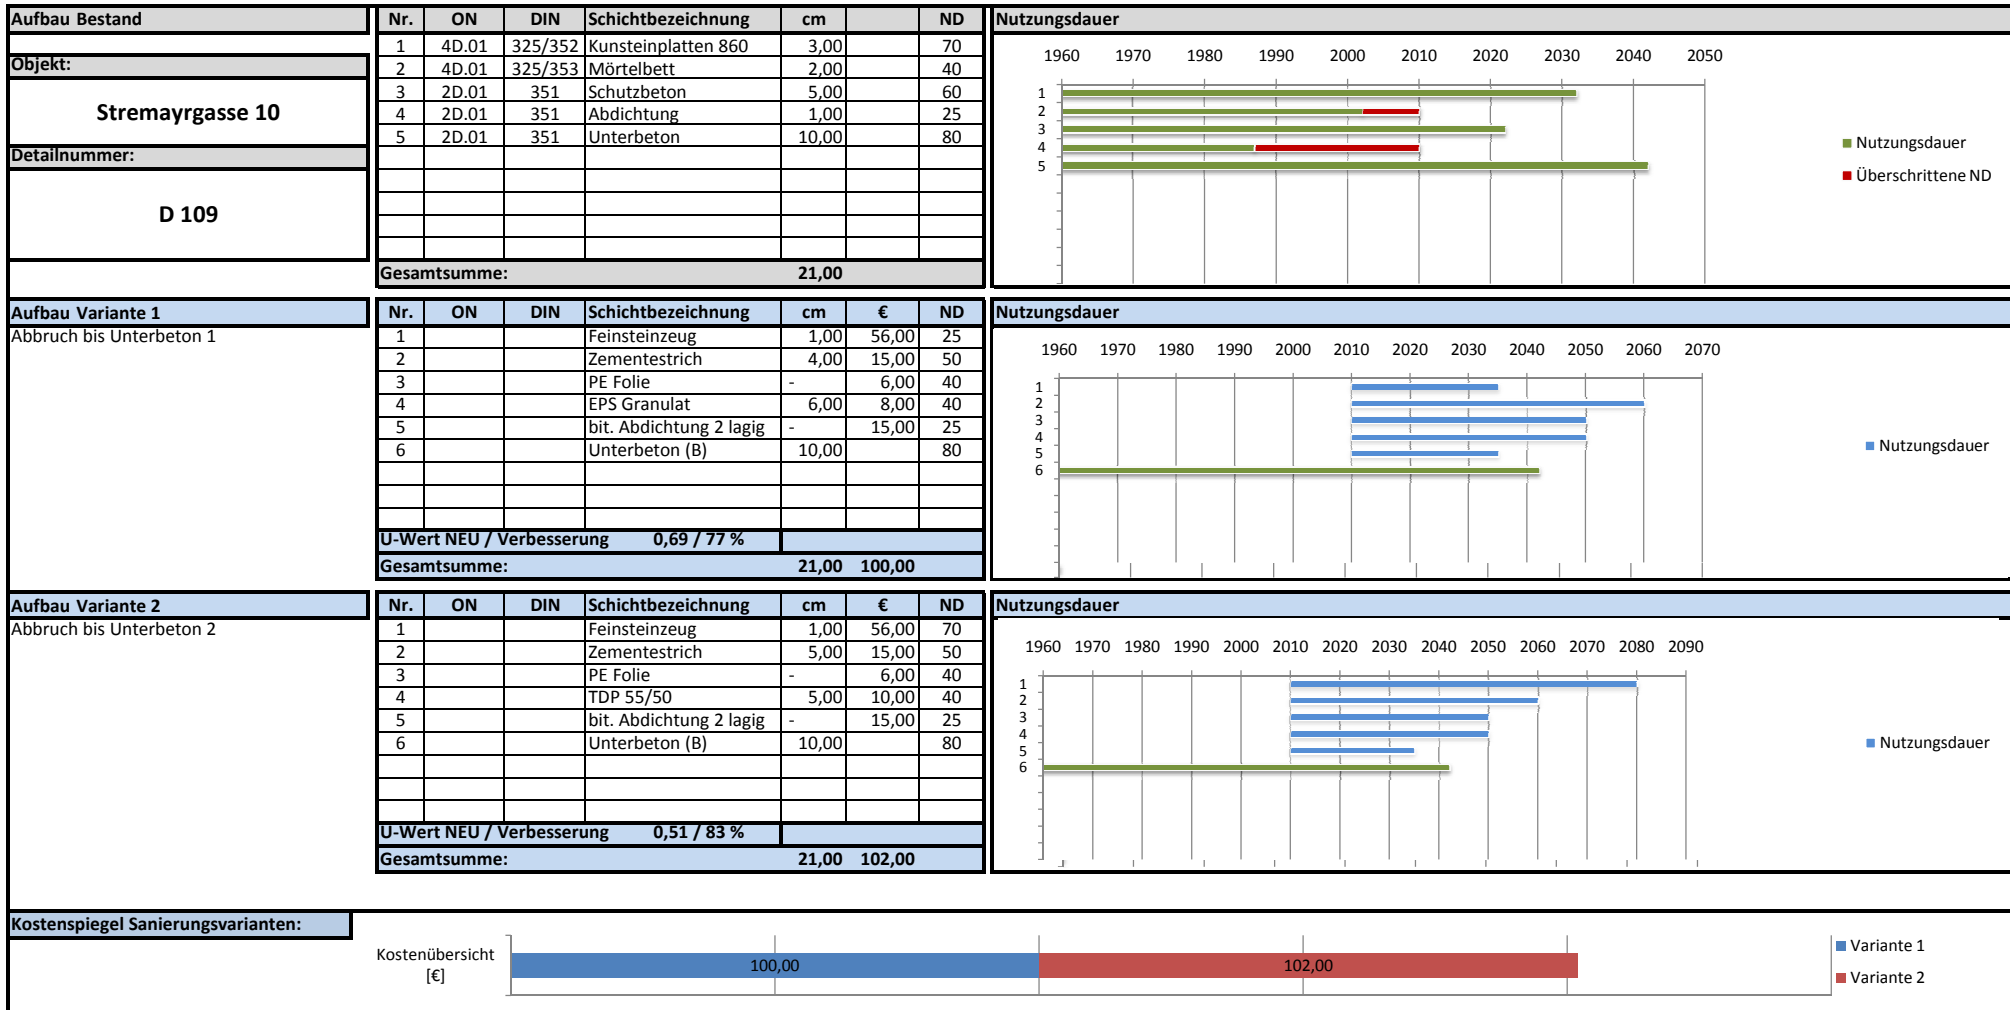 Aufbau Bestand
Objekt:
Stremayrgasse 10
Detailnummer:
D 109
Nr. ON DIN Schichtbezeichnung cm ND
1 4D.01 325/352 Kunsteinplatten 860 3,00 70
2 4D.01 325/353 Mörtelbett 2,00 40
3 2D.01 351 Schutzbeton 5,00 60
4 2D.01 351 Abdichtung 1,00 25
5 2D.01 351 Unterbeton 10,00 80
Gesamtsumme: 21,00
Nutzungsdauer
1960 1970 1980 1990 2000 2010 2020 2030 2040 2050
1
2
3
4
5
Nutzungsdauer
Überschrittene ND
Aufbau Variante 1
Abbruch bis Unterbeton 1
Nr. ON DIN Schichtbezeichnung cm € ND
1 Feinsteinzeug 1,00 56,00 25
2 Zementestrich 4,00 15,00 50
3 PE Folie - 6,00 40
4 EPS Granulat 6,00 8,00 40
5 bit. Abdichtung 2 lagig - 15,00 25
6 Unterbeton (B) 10,00 80
U-Wert NEU / Verbesserung 0,69 / 77 %
Gesamtsumme: 21,00 100,00
Nutzungsdauer
1960 1970 1980 1990 2000 2010 2020 2030 2040 2050 2060 2070
1
2
3
4
5
6
Nutzungsdauer
Aufbau Variante 2
Abbruch bis Unterbeton 2
Nr. ON DIN Schichtbezeichnung cm € ND
1 Feinsteinzeug 1,00 56,00 70
2 Zementestrich 5,00 15,00 50
3 PE Folie - 6,00 40
4 TDP 55/50 5,00 10,00 40
5 bit. Abdichtung 2 lagig - 15,00 25
6 Unterbeton (B) 10,00 80
U-Wert NEU / Verbesserung 0,51 / 83 %
Gesamtsumme: 21,00 102,00
Nutzungsdauer
1960 1970 1980 1990 2000 2010 2020 2030 2040 2050 2060 2070 2080 2090
1
2
3
4
5
6
Nutzungsdauer
Kostenspiegel Sanierungsvarianten:
Kostenübersicht
[€]
100,00 102,00
Variante 1
Variante 2